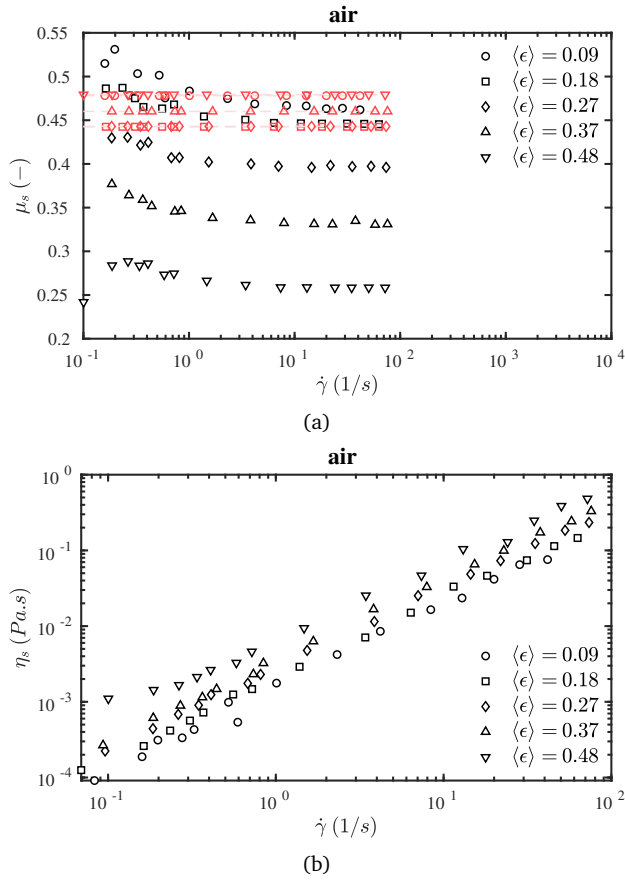 air
0.55
0.5
0.45
0.4
0.35
0.3
0.25
0.2
μ_s (−)
⟨ϵ⟩ = 0.09
⟨ϵ⟩ = 0.18
⟨ϵ⟩ = 0.27
⟨ϵ⟩ = 0.37
⟨ϵ⟩ = 0.48
10^-1 10^0 10^1 10^2 10^3 10^4
γ̇ (1/s)
(a)
air
10^0
10^-1
10^-2
10^-3
10^-4
η_s (Pa.s)
⟨ϵ⟩ = 0.09
⟨ϵ⟩ = 0.18
⟨ϵ⟩ = 0.27
⟨ϵ⟩ = 0.37
⟨ϵ⟩ = 0.48
10^-1 10^0 10^1 10^2
γ̇ (1/s)
(b)